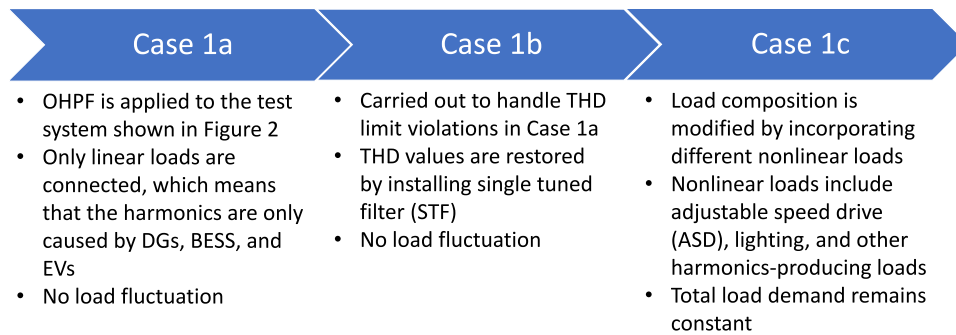 Case 1a
• OHPF is applied to the test
system shown in Figure 2
• Only linear loads are
connected, which means
that the harmonics are only
caused by DGs, BESS, and
EVs
• No load fluctuation
Case 1b
• Carried out to handle THD
limit violations in Case 1a
• THD values are restored
by installing single tuned
filter (STF)
• No load fluctuation
Case 1c
• Load composition is
modified by incorporating
different nonlinear loads
• Nonlinear loads include
adjustable speed drive
(ASD), lighting, and other
harmonics-producing loads
• Total load demand remains
constant